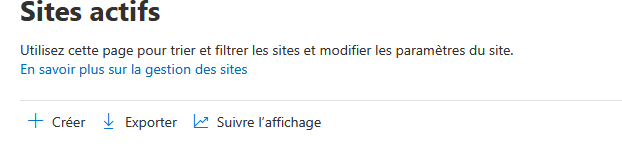 Sites actifs
Utilisez cette page pour trier et filtrer les sites et modifier les paramètres du site.
En savoir plus sur la gestion des sites
Créer Exporter Suivre l'affichage